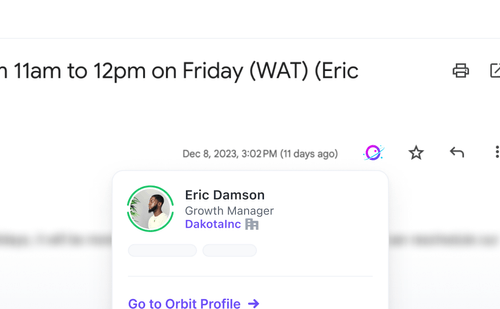 11am to 12pm on Friday (WAT) (Eric
Dec 8, 2023, 3:02 PM (11 days ago)
Eric Damson
Growth Manager
DakotaInc
Go to Orbit Profile